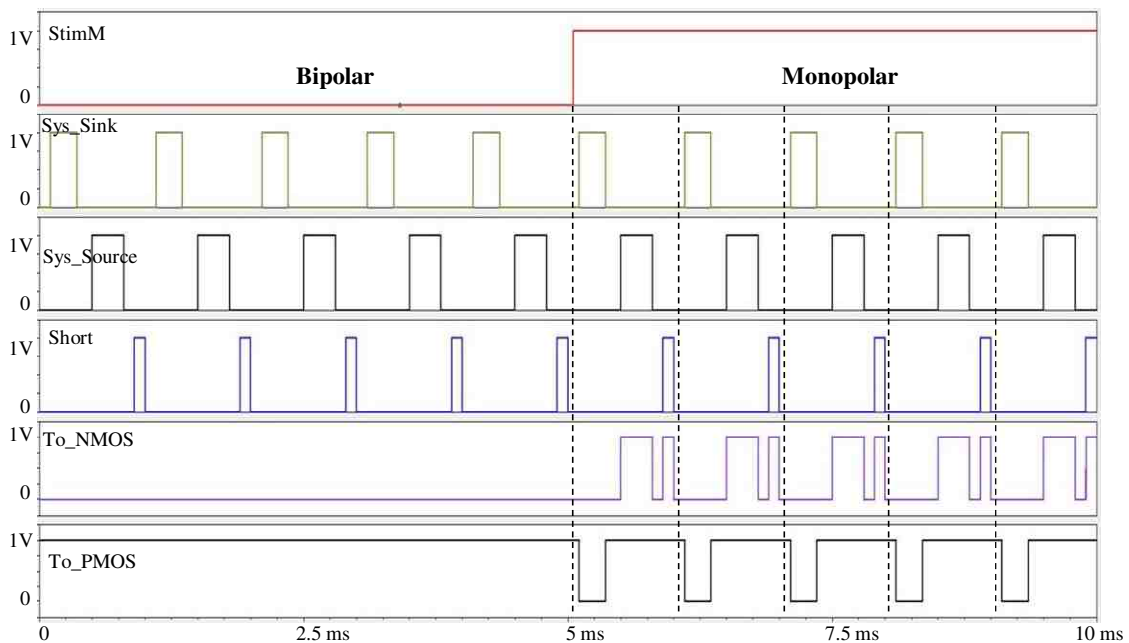 StimM
1V
Bipolar
Monopolar
0
Sys_Sink
1V
0
1V
Sys_Source
0
Short
1V
0
1V
To_NMOS
0
1V
To_PMOS
0
0
2.5 ms
5 ms
7.5 ms
10 ms